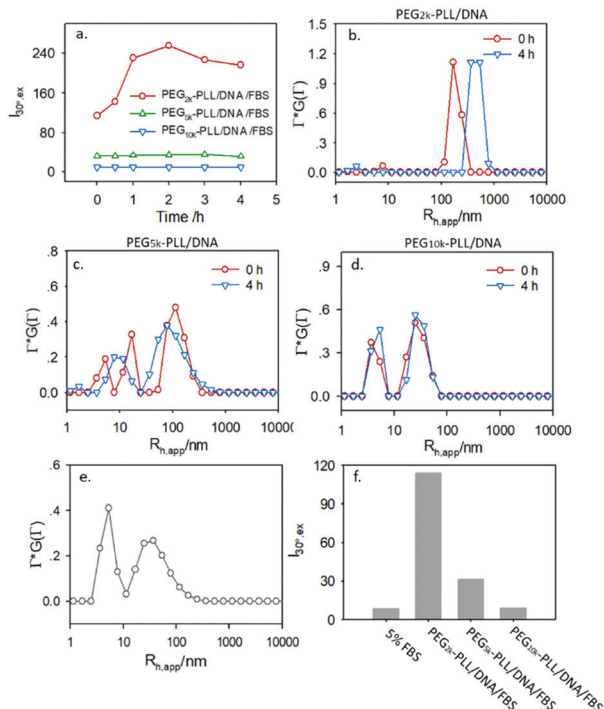 a.
240
160
80
0
I30°,ex
PEG2k-PLL/DNA/FBS
PEG5k-PLL/DNA/FBS
PEG10k-PLL/DNA/FBS
0 1 2 3 4 5
Time /h
PEG2k-PLL/DNA
b.
0 h
4 h
1.5
1.2
.9
.6
.3
0.0
Γ*G(Γ)
1 10 100 1000 10000
Rh,app/nm
PEG5k-PLL/DNA
c.
0 h
4 h
.8
.6
.4
.2
0.0
Γ*G(Γ)
1 10 100 1000 10000
Rh,app/nm
PEG10k-PLL/DNA
d.
0 h
4 h
.9
.6
.3
0.0
Γ*G(Γ)
1 10 100 1000 10000
Rh,app/nm
e.
.6
.4
.2
0.0
Γ*G(Γ)
1 10 100 1000 10000
Rh,app/nm
f.
120
90
60
30
0
I30°,ex
5% FBS
PEG2k-PLL/DNA/FBS
PEG5k-PLL/DNA/FBS
PEG10k-PLL/DNA/FBS